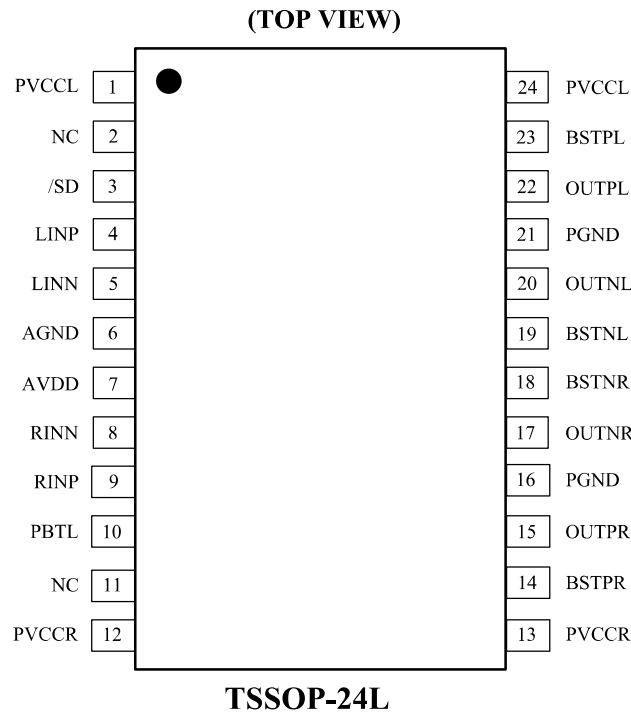 (TOP VIEW)
PVCCL 1 24 PVCCL
NC 2 23 BSTPL
/SD 3 22 OUTPL
LINP 4 21 PGND
LINN 5 20 OUTNL
AGND 6 19 BSTNL
AVDD 7 18 BSTNR
RINN 8 17 OUTNR
RINP 9 16 PGND
PBTL 10 15 OUTPR
NC 11 14 BSTPR
PVCCR 12 13 PVCCR
TSSOP-24L